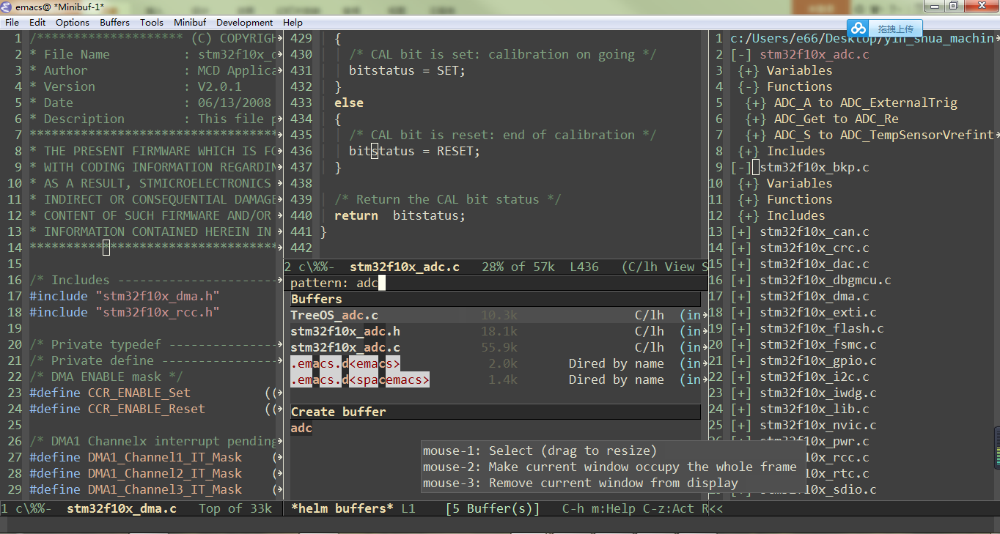 emacs@ *Minibuf-1*
File Edit Options Buffers Tools Minibuf Development Help
拖拽上传
1 /******************** (C) COPYRIGH
2 * File Name : stm32f10x_d
3 * Author : MCD Applica
4 * Version : V2.0.1
5 * Date : 06/13/2008
6 * Description : This file p
7 **********************************
8 * THE PRESENT FIRMWARE WHICH IS FO
9 * WITH CODING INFORMATION REGARDIN
10 * AS A RESULT, STMICROELECTRONICS
11 * INDIRECT OR CONSEQUENTIAL DAMAGE
12 * CONTENT OF SUCH FIRMWARE AND/OR
13 * INFORMATION CONTAINED HEREIN IN
14 **********************************
15
16 /* Includes ----------------------
17 #include "stm32f10x_dma.h"
18 #include "stm32f10x_rcc.h"
19
20 /* Private typedef ---------------
21 /* Private define ----------------
22 /* DMA ENABLE mask */
23 #define CCR_ENABLE_Set ((
24 #define CCR_ENABLE_Reset ((
25
26 /* DMA1 Channelx interrupt pending
27 #define DMA1_Channel1_IT_Mask (
28 #define DMA1_Channel2_IT_Mask (
29 #define DMA1_Channel3_IT_Mask (
1 c\%%- stm32f10x_dma.c Top of 33k
429 {
430 /* CAL bit is set: calibration on going */
431 bitstatus = SET;
432 }
433 else
434 {
435 /* CAL bit is reset: end of calibration */
436 bitstatus = RESET;
437 }
438
439 /* Return the CAL bit status */
440 return bitstatus;
441 }
442
2 c\%%- stm32f10x_adc.c 28% of 57k L436 (C/lh View S
pattern: adc
Buffers
TreeOS_adc.c 10.3k C/lh (in
stm32f10x_adc.h 18.1k C/lh (in
stm32f10x_adc.c 55.9k C/lh (in
.emacs.d<emacs> 2.0k Dired by name (in
.emacs.d<spacemacs> 1.4k Dired by name (in
Create buffer
adc
mouse-1: Select (drag to resize)
mouse-2: Make current window occupy the whole frame
mouse-3: Remove current window from display
*helm buffers* L1 [5 Buffer(s)] C-h m:Help C-z:Act R<<
1 c:/Users/e66/Desktop/yin_shua_machin
2 [-] stm32f10x_adc.c
3 {+} Variables
4 {-} Functions
5 {+} ADC_A to ADC_ExternalTrig
6 {+} ADC_Get to ADC_Re
7 {+} ADC_S to ADC_TempSensorVrefint
8 {+} Includes
9 [-] stm32f10x_bkp.c
10 {+} Variables
11 {+} Functions
12 {+} Includes
13 [+] stm32f10x_can.c
14 [+] stm32f10x_crc.c
15 [+] stm32f10x_dac.c
16 [+] stm32f10x_dbgmcu.c
17 [+] stm32f10x_dma.c
18 [+] stm32f10x_exti.c
19 [+] stm32f10x_flash.c
20 [+] stm32f10x_fsmc.c
21 [+] stm32f10x_gpio.c
22 [+] stm32f10x_i2c.c
23 [+] stm32f10x_iwdg.c
24 [+] stm32f10x_lib.c
25 [+] stm32f10x_nvic.c
10x_pwr.c
10x_rcc.c
10x_rtc.c
10x_sdio.c